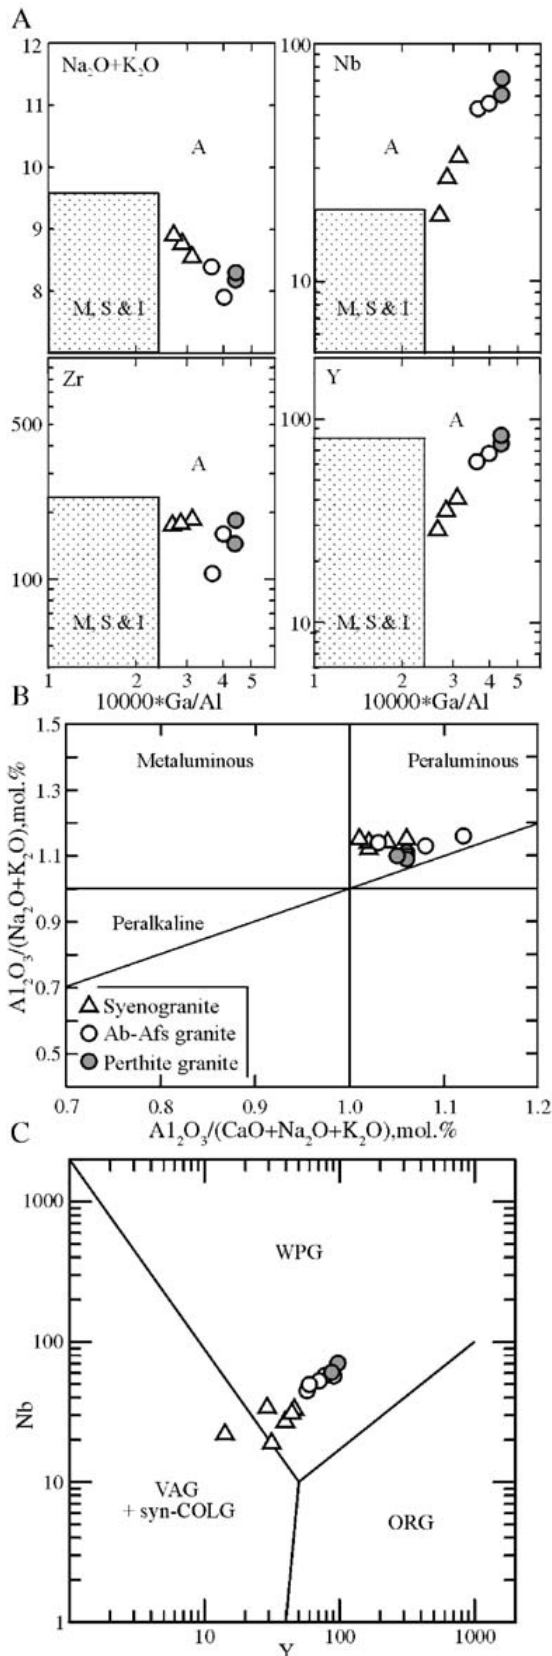 A
12
11
10
9
8
Na₂O+K₂O
A
M, S & I
100
10
Nb
A
M, S & I
500
100
Zr
A
M, S & I
1 2 3 4 5
10000*Ga/Al
100
10
Y
A
M, S & I
1 2 3 4 5
10000*Ga/Al
B
1.5
1.3
1.1
0.9
0.7
0.5
A1₂O₃/(Na₂O+K₂O),mol.%
Metaluminous
Peraluminous
Peralkaline
Syenogranite
Ab-Afs granite
Perthite granite
0.7 0.8 0.9 1.0 1.1 1.2
A1₂O₃/(CaO+Na₂O+K₂O),mol.%
C
1000
100
10
1
Nb
WPG
VAG
+ syn-COLG
ORG
10 100 1000
Y